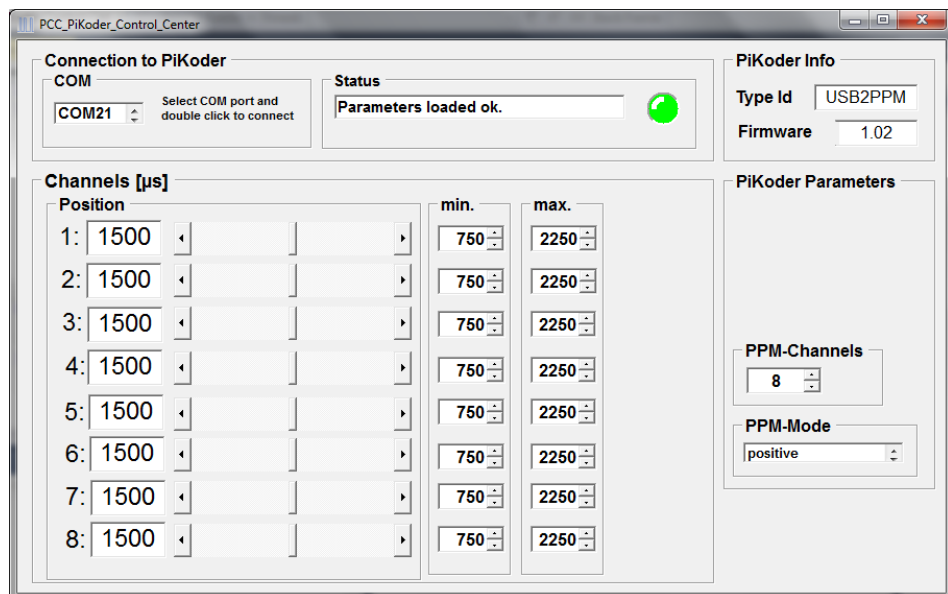 PCC_PiKoder_Control_Center
Connection to PiKoder
COM
COM21
Select COM port and
double click to connect
Status
Parameters loaded ok.
PiKoder Info
Type Id USB2PPM
Firmware 1.02
Channels [µs]
Position min. max.
1: 1500 750 2250
2: 1500 750 2250
3: 1500 750 2250
4: 1500 750 2250
5: 1500 750 2250
6: 1500 750 2250
7: 1500 750 2250
8: 1500 750 2250
PiKoder Parameters
PPM-Channels
8
PPM-Mode
positive